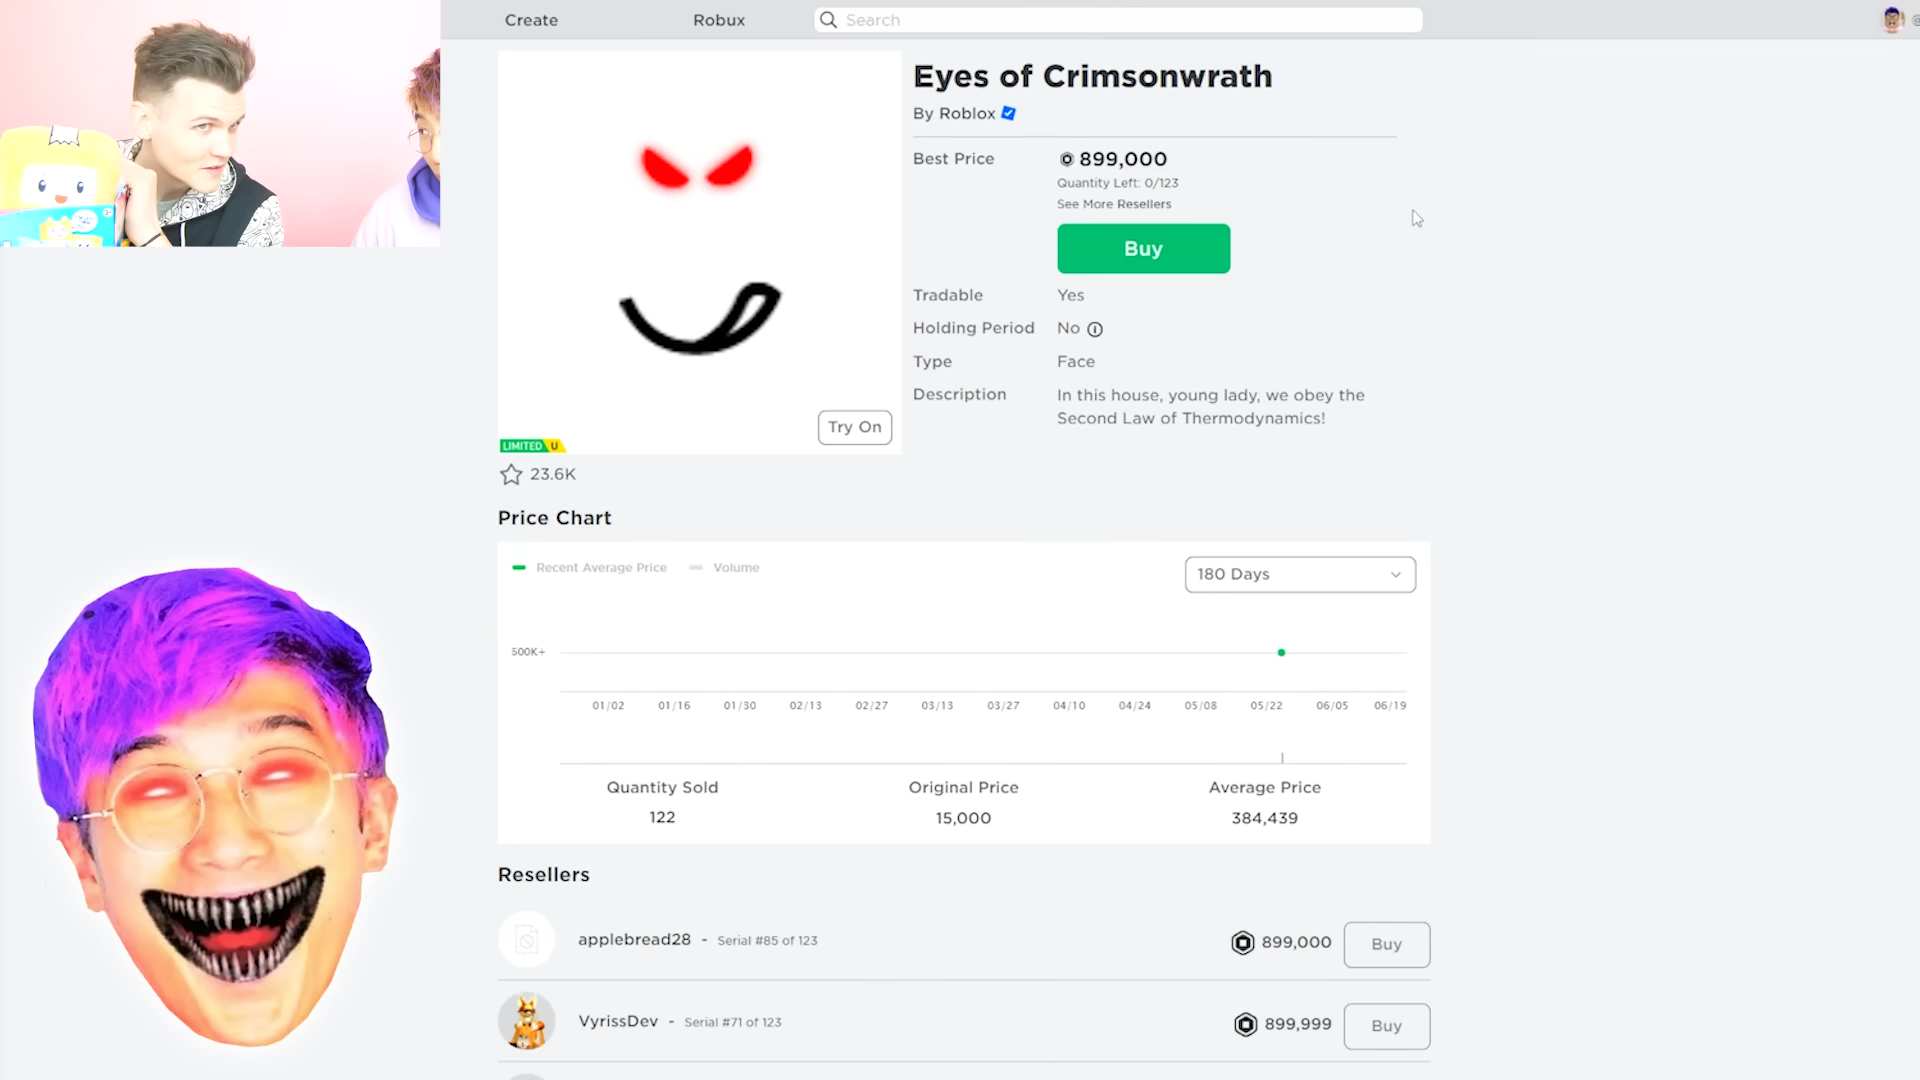 Create
Robux
Search
Eyes of Crimsonwrath
By Roblox
Best Price
899,000
Quantity Left: 0/123
See More Resellers
Buy
Tradable
Yes
Holding Period
No
Type
Face
Description
In this house, young lady, we obey the
Second Law of Thermodynamics!
Try On
LIMITED U
23.6K
Price Chart
Recent Average Price
Volume
180 Days
500K+
01/02 01/16 01/30 02/13 02/27 03/13 03/27 04/10 04/24 05/08 05/22 06/05 06/19
Quantity Sold
Original Price
Average Price
122
15,000
384,439
Resellers
applebread28 - Serial #85 of 123
899,000
Buy
VyrissDev - Serial #71 of 123
899,999
Buy